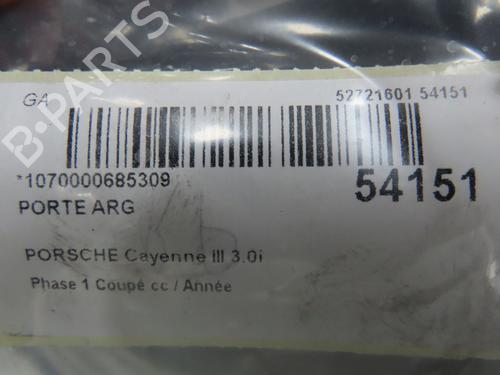 GA
52721601 54151
*1070000685309
54151
PORTE ARG
PORSCHE Cayenne III 3.0i
Phase 1 Coupé cc / Année
B-PARTS